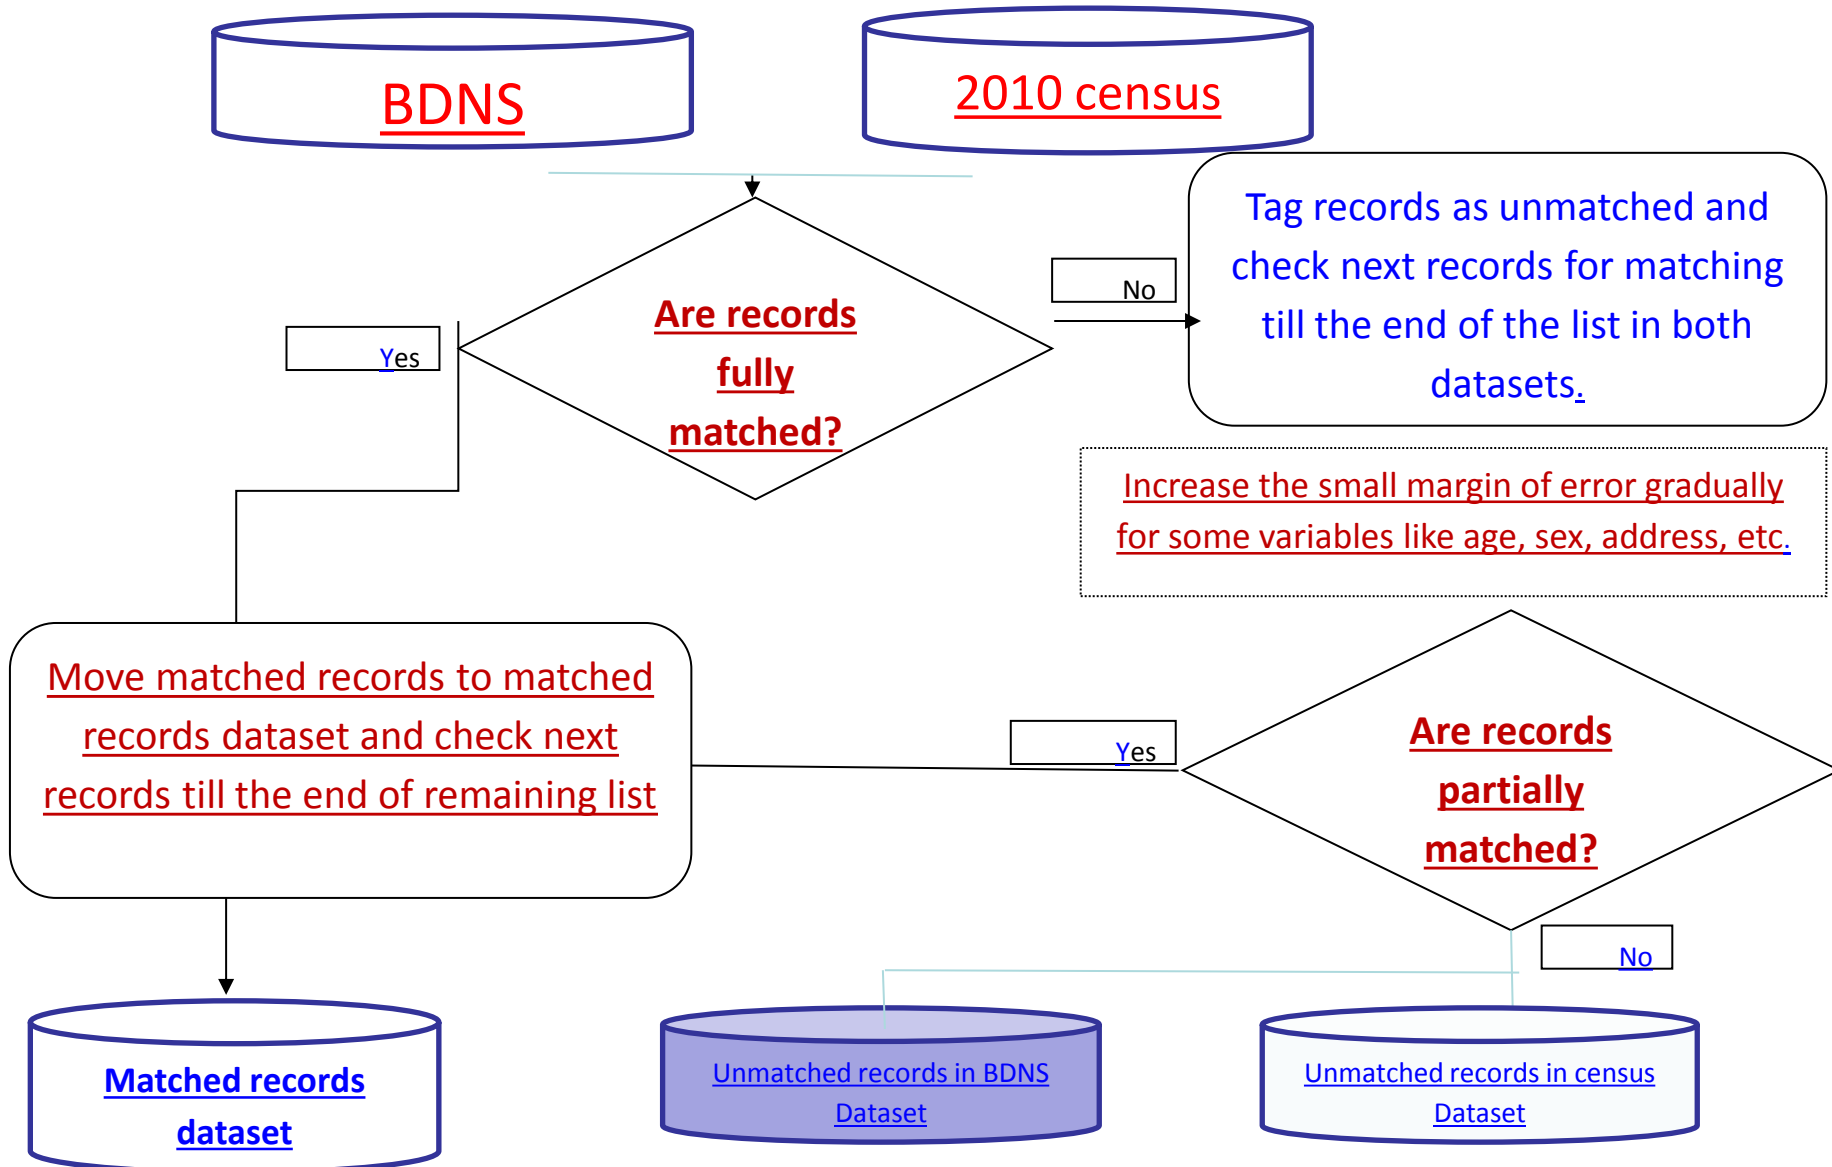 BDNS
2010 census
Tag records as unmatched and
check next records for matching
till the end of the list in both
datasets.
No
Are records
fully
matched?
Yes
Increase the small margin of error gradually
for some variables like age, sex, address, etc.
Move matched records to matched
records dataset and check next
records till the end of remaining list
Yes
Are records
partially
matched?
No
Matched records
dataset
Unmatched records in BDNS
Dataset
Unmatched records in census
Dataset